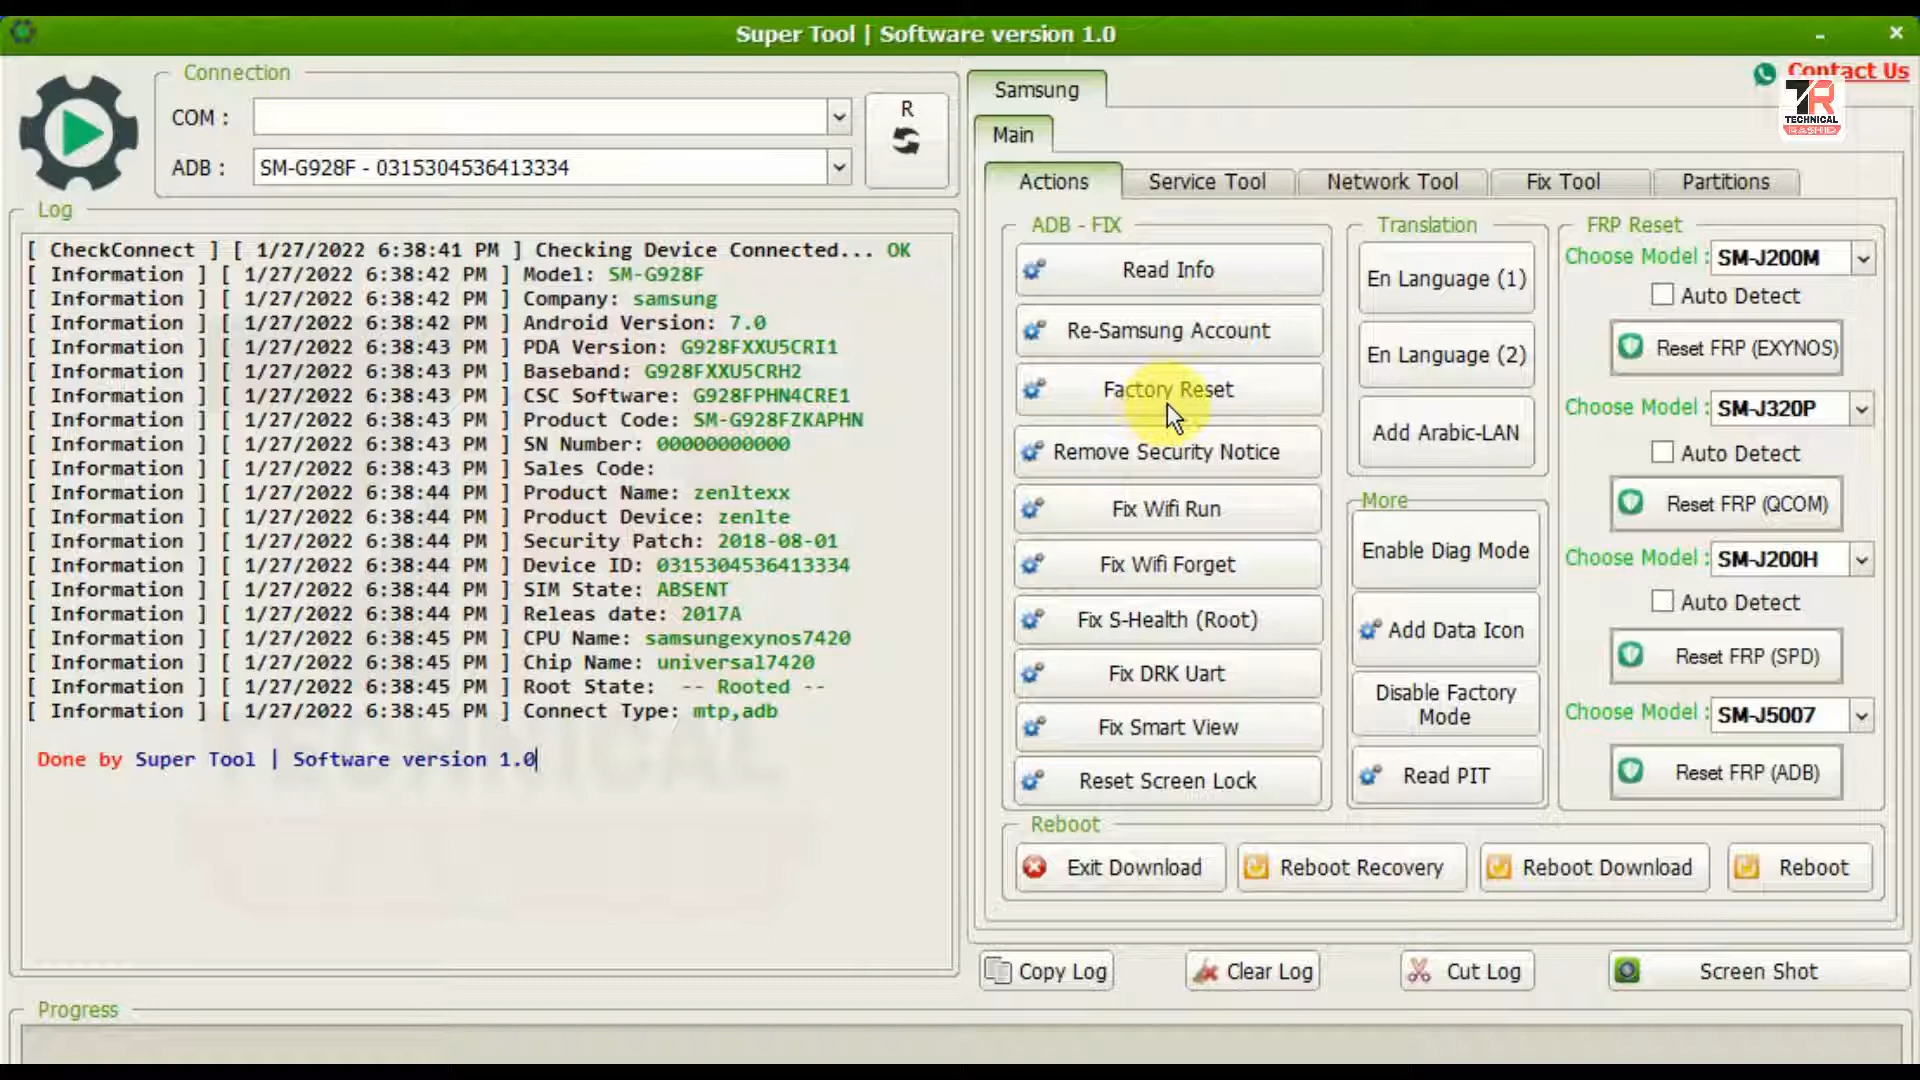 Super Tool | Software version 1.0
Contact Us
TR
TECHNICAL
RASHID
Connection
COM :
ADB : SM-G928F - 0315304536413334
R
Log
[ CheckConnect ] [ 1/27/2022 6:38:41 PM ] Checking Device Connected... OK
[ Information ] [ 1/27/2022 6:38:42 PM ] Model: SM-G928F
[ Information ] [ 1/27/2022 6:38:42 PM ] Company: samsung
[ Information ] [ 1/27/2022 6:38:42 PM ] Android Version: 7.0
[ Information ] [ 1/27/2022 6:38:43 PM ] PDA Version: G928FXXU5CRI1
[ Information ] [ 1/27/2022 6:38:43 PM ] Baseband: G928FXXU5CRH2
[ Information ] [ 1/27/2022 6:38:43 PM ] CSC Software: G928FPHN4CRE1
[ Information ] [ 1/27/2022 6:38:43 PM ] Product Code: SM-G928FZKAPHN
[ Information ] [ 1/27/2022 6:38:43 PM ] SN Number: 00000000000
[ Information ] [ 1/27/2022 6:38:43 PM ] Sales Code:
[ Information ] [ 1/27/2022 6:38:44 PM ] Product Name: zenltexx
[ Information ] [ 1/27/2022 6:38:44 PM ] Product Device: zenlte
[ Information ] [ 1/27/2022 6:38:44 PM ] Security Patch: 2018-08-01
[ Information ] [ 1/27/2022 6:38:44 PM ] Device ID: 0315304536413334
[ Information ] [ 1/27/2022 6:38:44 PM ] SIM State: ABSENT
[ Information ] [ 1/27/2022 6:38:44 PM ] Releas date: 2017A
[ Information ] [ 1/27/2022 6:38:45 PM ] CPU Name: samsungexynos7420
[ Information ] [ 1/27/2022 6:38:45 PM ] Chip Name: universal7420
[ Information ] [ 1/27/2022 6:38:45 PM ] Root State: -- Rooted --
[ Information ] [ 1/27/2022 6:38:45 PM ] Connect Type: mtp,adb
Done by Super Tool | Software version 1.0
TECHNICAL
Samsung
Main
Actions Service Tool Network Tool Fix Tool Partitions
ADB - FIX
Read Info
Re-Samsung Account
Factory Reset
Remove Security Notice
Fix Wifi Run
Fix Wifi Forget
Fix S-Health (Root)
Fix DRK Uart
Fix Smart View
Reset Screen Lock
Translation
En Language (1)
En Language (2)
Add Arabic-LAN
More
Enable Diag Mode
Add Data Icon
Disable Factory
Mode
Read PIT
FRP Reset
Choose Model : SM-J200M
Auto Detect
Reset FRP (EXYNOS)
Choose Model : SM-J320P
Auto Detect
Reset FRP (QCOM)
Choose Model : SM-J200H
Auto Detect
Reset FRP (SPD)
Choose Model : SM-J5007
Reset FRP (ADB)
Reboot
Exit Download Reboot Recovery Reboot Download Reboot
Copy Log Clear Log Cut Log Screen Shot
Progress